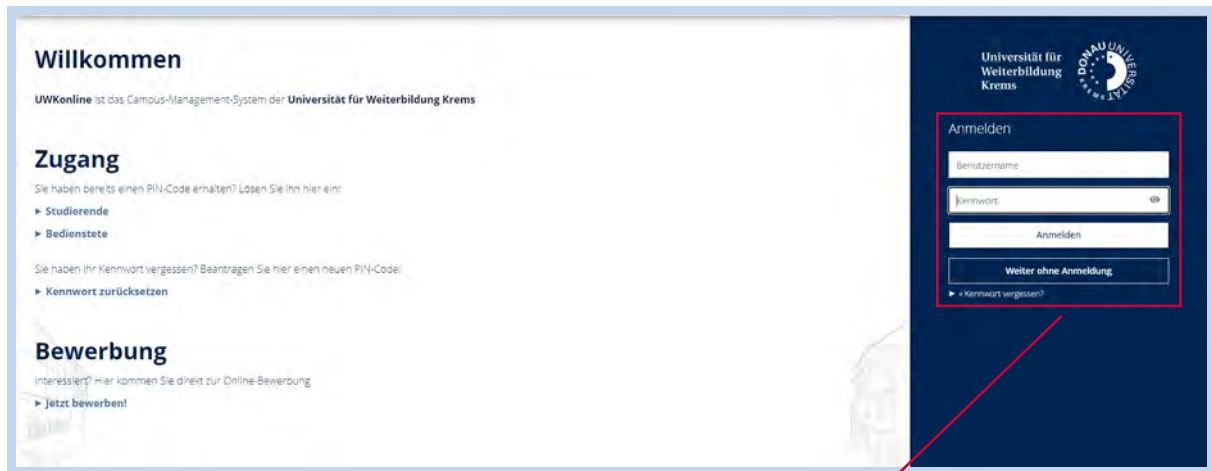 Willkommen
UWKonline ist das Campus-Management-System der Universität für Weiterbildung Krems
Zugang
Sie haben bereits einen PIN-Code erhalten? Lösen Sie ihn hier ein:
► Studierende
► Bedienstete
Sie haben Ihr Kennwort vergessen? Beantragen Sie hier einen neuen PIN-Code:
► Kennwort zurücksetzen
Bewerbung
Interessiert? Hier kommen Sie direkt zur Online-Bewerbung
► Jetzt bewerben!
Universität für
Weiterbildung
Krems
DONAU UNIVERSITÄT KREMS
Anmelden
Benutzername
Kennwort
Anmelden
Weiter ohne Anmeldung
► » Kennwort vergessen?